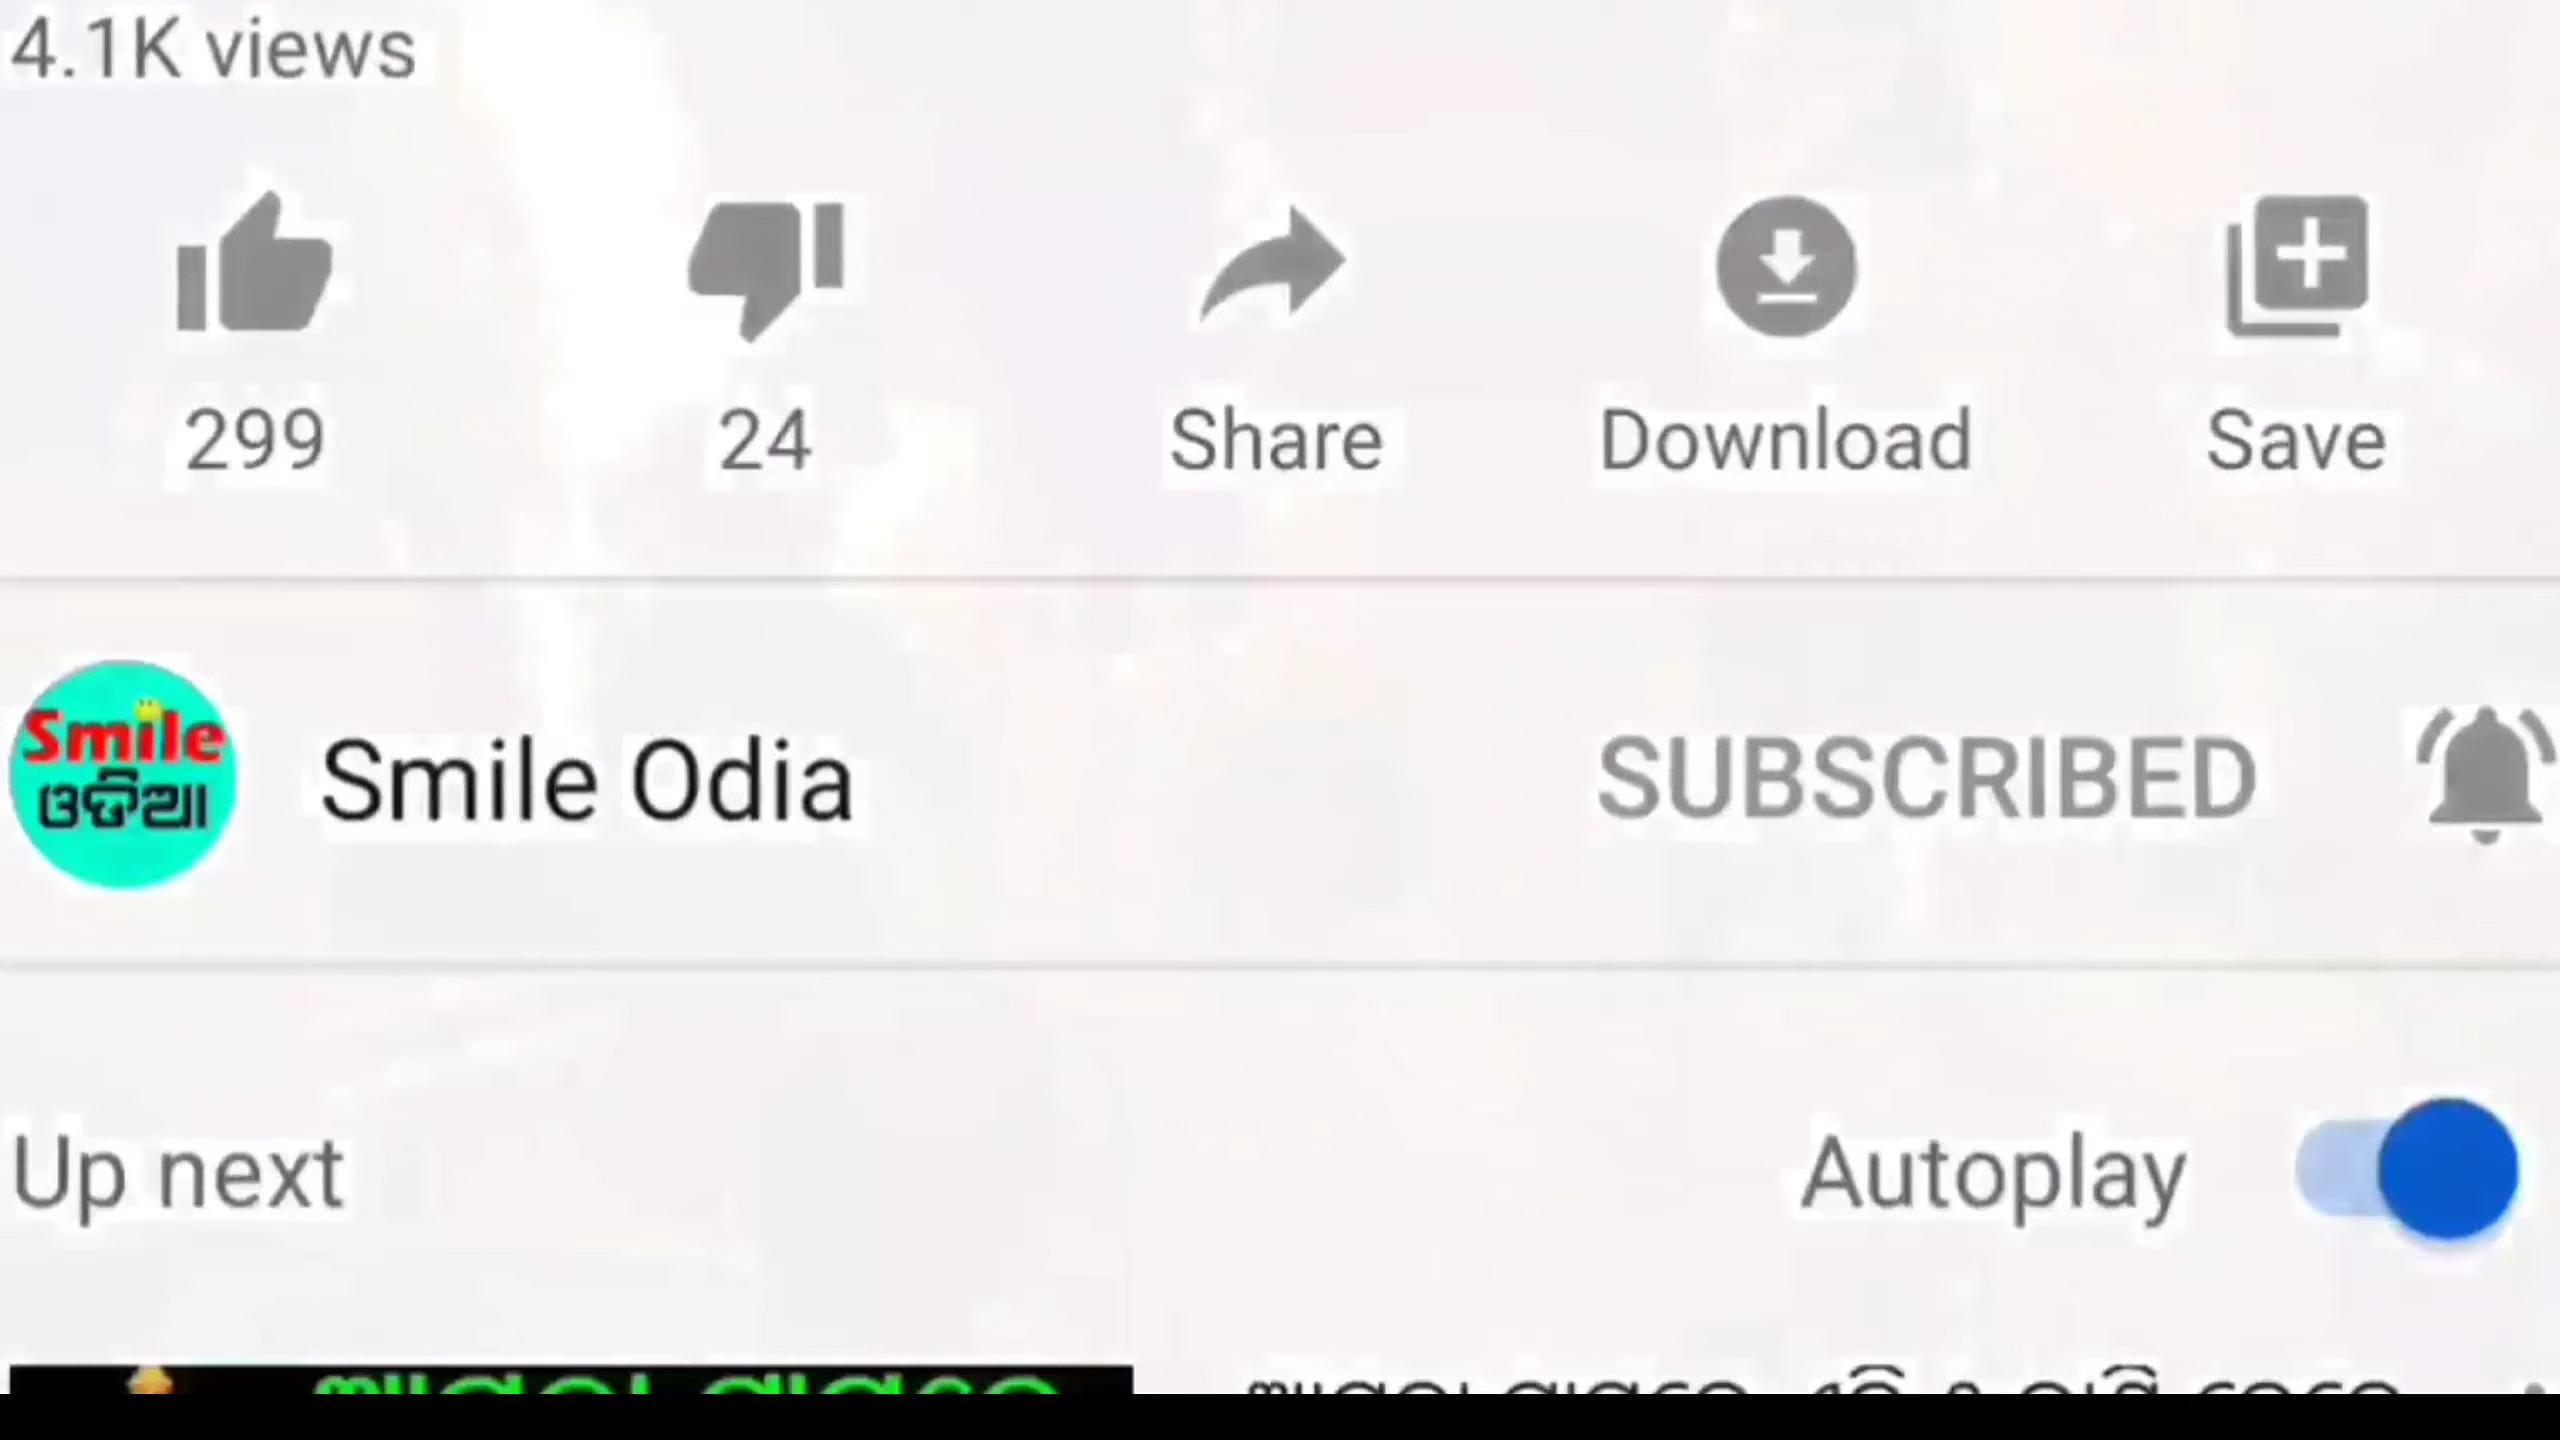 4.1K views
299 24 Share Download Save
Smile
ଓଡିଆ
Smile Odia SUBSCRIBED
Up next Autoplay